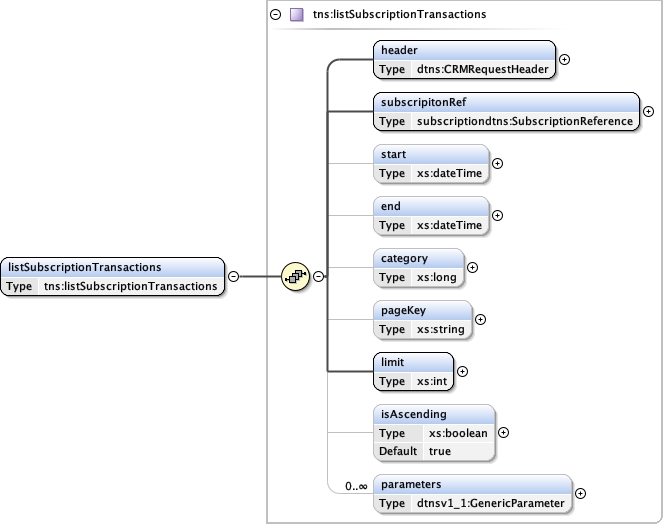 tns:listSubscriptionTransactions
header
Type dtns:CRMRequestHeader
subscripitonRef
Type subscriptiondtns:SubscriptionReference
start
Type xs:dateTime
end
Type xs:dateTime
listSubscriptionTransactions
Type tns:listSubscriptionTransactions
category
Type xs:long
pageKey
Type xs:string
limit
Type xs:int
isAscending
Type xs:boolean
Default true
0..∞
parameters
Type dtnsv1_1:GenericParameter